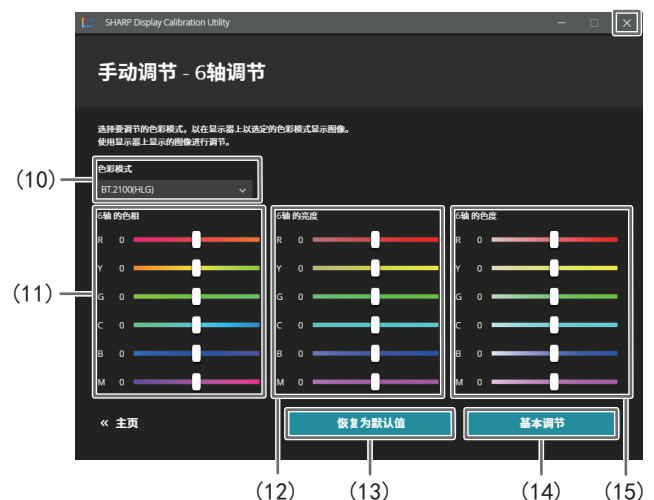 SHARP Display Calibration Utility
手动调节 - 6轴调节
选择要调节的色彩模式，以在显示器上以选定的色彩模式显示图像。
使用显示器上显示的图像进行调节。
(10)
色彩模式
BT.2100(HLG)
(11)
6轴 的色相
R 0
Y 0
G 0
C 0
B 0
M 0
6轴 的亮度
R 0
Y 0
G 0
C 0
B 0
M 0
6轴 的色度
R 0
Y 0
G 0
C 0
B 0
M 0
« 主页
恢复为默认值
基本调节
(12) (13) (14) (15)